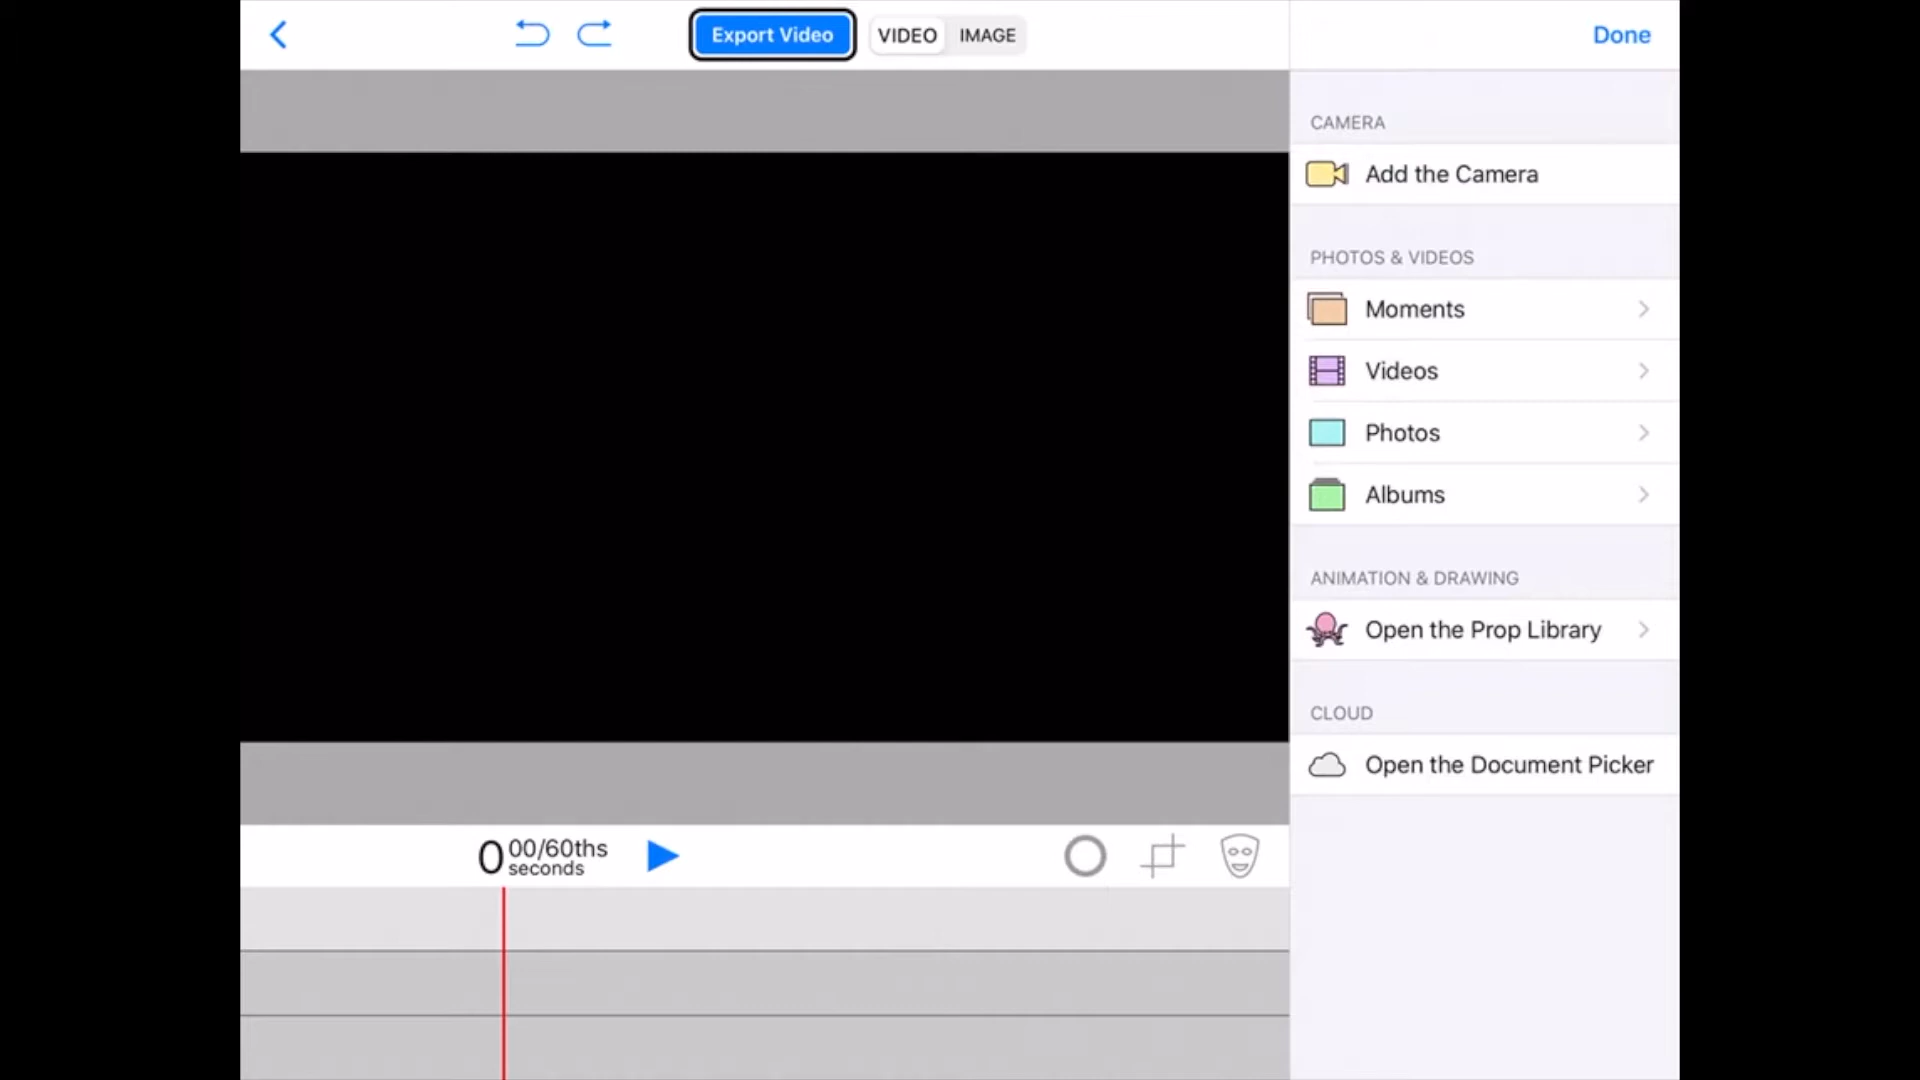 Export Video
VIDEO
IMAGE
Done
CAMERA
Add the Camera
PHOTOS & VIDEOS
Moments
Videos
Photos
Albums
ANIMATION & DRAWING
Open the Prop Library
CLOUD
Open the Document Picker
0 00/60ths
seconds